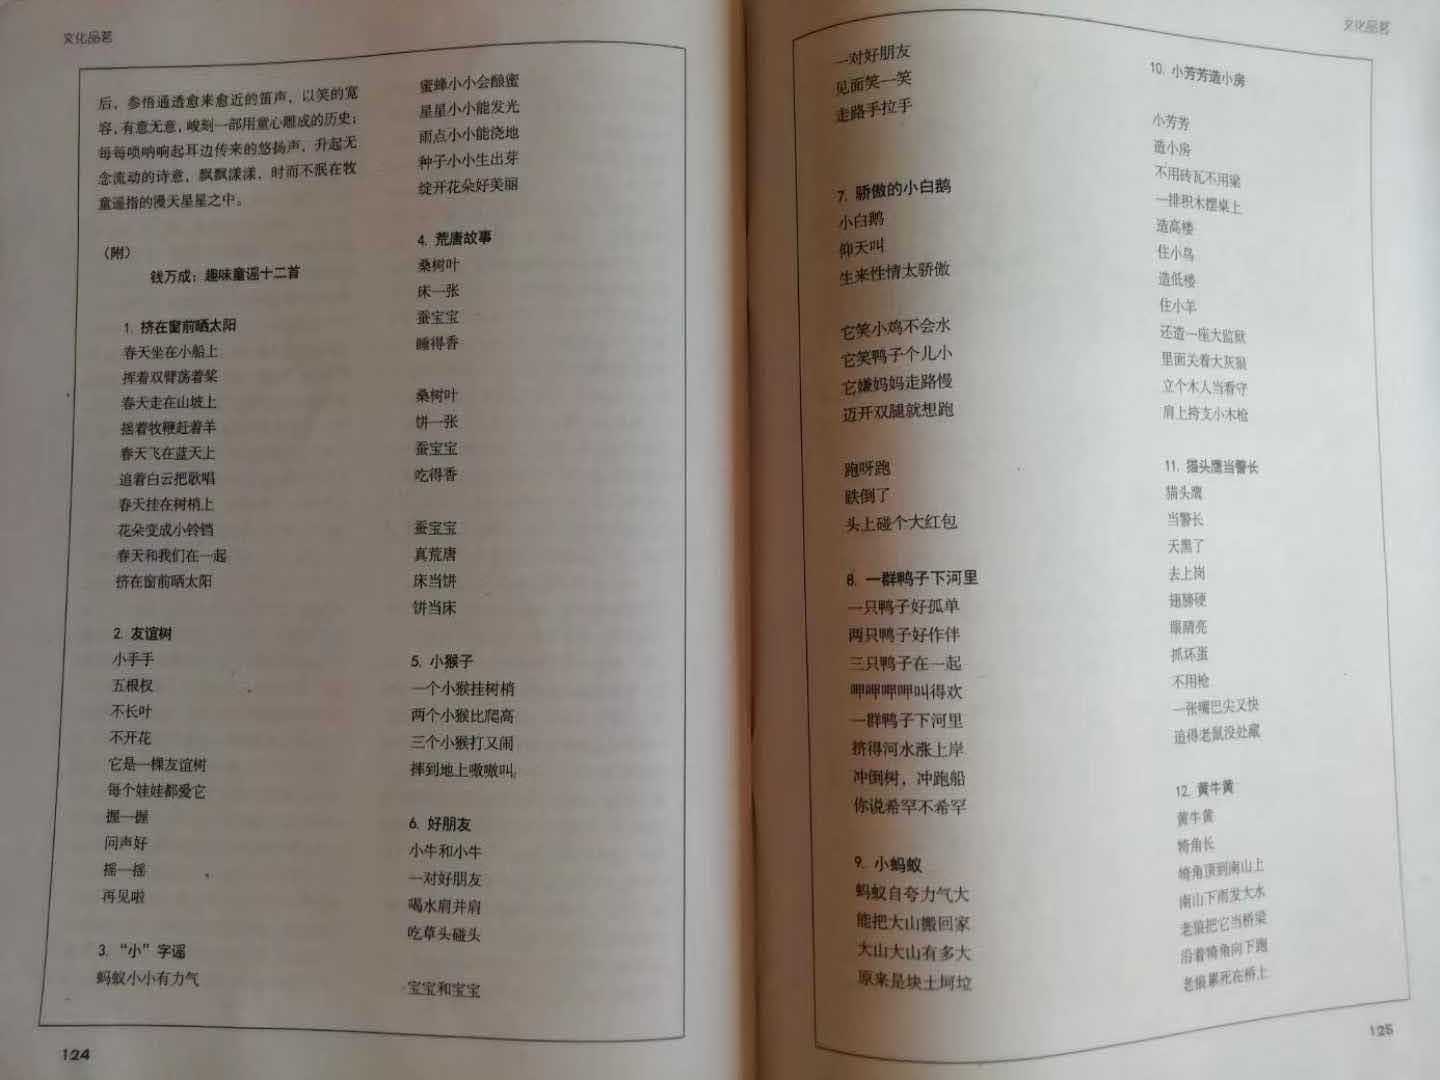 文化品茗
后，参悟通透愈来愈近的笛声，以笑的宽
容，有意无意，峻刻一部用童心雕成的历史；
每每唢呐响起耳边传来的悠扬声，升起无
念流动的诗意，飘飘漾漾，时而不泯在牧
童遥指的漫天星星之中。
（附）
钱万成：趣味童谣十二首
1. 挤在窗前晒太阳
春天坐在小船上
挥着双臂荡着桨
春天走在山坡上
摇着牧鞭赶着羊
春天飞在蓝天上
追着白云把歌唱
春天挂在树梢上
花朵变成小铃铛
春天和我们在一起
挤在窗前晒太阳
2. 友谊树
小手手
五根杈
不长叶
不开花
它是一棵友谊树
每个娃娃都爱它
握一握
问声好
摇一摇
再见啦
3. “小”字谣
蚂蚁小小有力气
蜜蜂小小会酿蜜
星星小小能发光
雨点小小能浇地
种子小小生出芽
绽开花朵好美丽
4. 荒唐故事
桑树叶
床一张
蚕宝宝
睡得香
桑树叶
饼一张
蚕宝宝
吃得香
蚕宝宝
真荒唐
床当饼
饼当床
5. 小猴子
一个小猴挂树梢
两个小猴比爬高
三个小猴打又闹
摔到地上嗷嗷叫
6. 好朋友
小牛和小牛
一对好朋友
喝水肩并肩
吃草头碰头
宝宝和宝宝
124
文化品茗
一对好朋友
见面笑一笑
走路手拉手
7. 骄傲的小白鹅
小白鹅
仰天叫
生来性情太骄傲
它笑小鸡不会水
它笑鸭子个儿小
它嫌妈妈走路慢
迈开双腿就想跑
跑呀跑
跌倒了
头上碰个大红包
8. 一群鸭子下河里
一只鸭子好孤单
两只鸭子好作伴
三只鸭子在一起
呷呷呷呷叫得欢
一群鸭子下河里
挤得河水涨上岸
冲倒树，冲跑船
你说希罕不希罕
9. 小蚂蚁
蚂蚁自夸力气大
能把大山搬回家
大山大山有多大
原来是块土坷垃
10. 小芳芳造小房
小芳芳
造小房
不用砖瓦不用梁
一排积木摆桌上
造高楼
住小鸟
造低楼
住小羊
还造一座大监狱
里面关着大灰狼
立个木人当看守
肩上挎支小木枪
11. 猫头鹰当警长
猫头鹰
当警长
天黑了
去上岗
翅膀硬
眼睛亮
抓坏蛋
不用枪
一张嘴巴尖又快
追得老鼠没处藏
12. 黄牛黄
黄牛黄
犄角长
犄角顶到南山上
南山下雨发大水
老狼把它当桥梁
沿着犄角向下跑
老狼累死在桥上
125